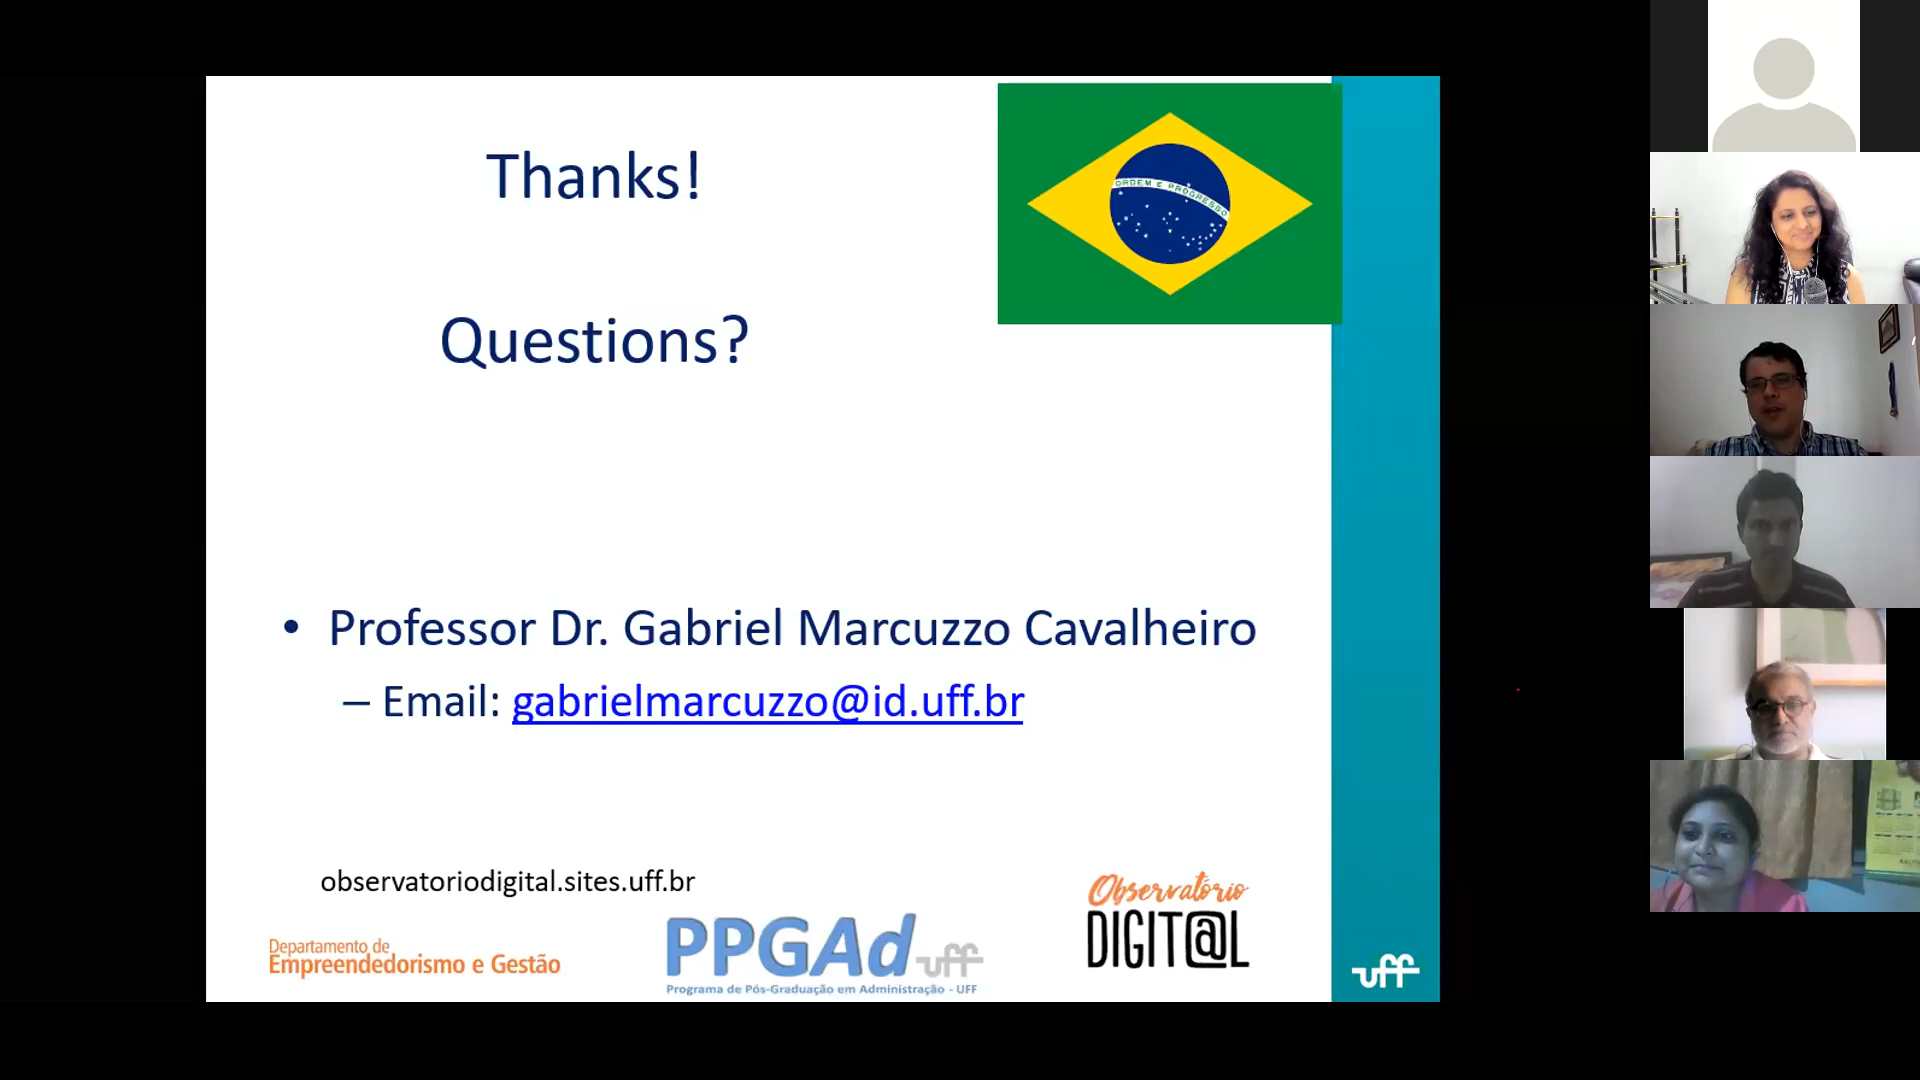 Thanks!
ORDEM E PROGRESSO
Questions?
• Professor Dr. Gabriel Marcuzzo Cavalheiro
– Email: gabrielmarcuzzo@id.uff.br
observatoriodigital.sites.uff.br
Departamento de
Empreendedorismo e Gestão
PPGAd uff
Programa de Pós-Graduação em Administração - UFF
Observatório
DIGIT@L
uff